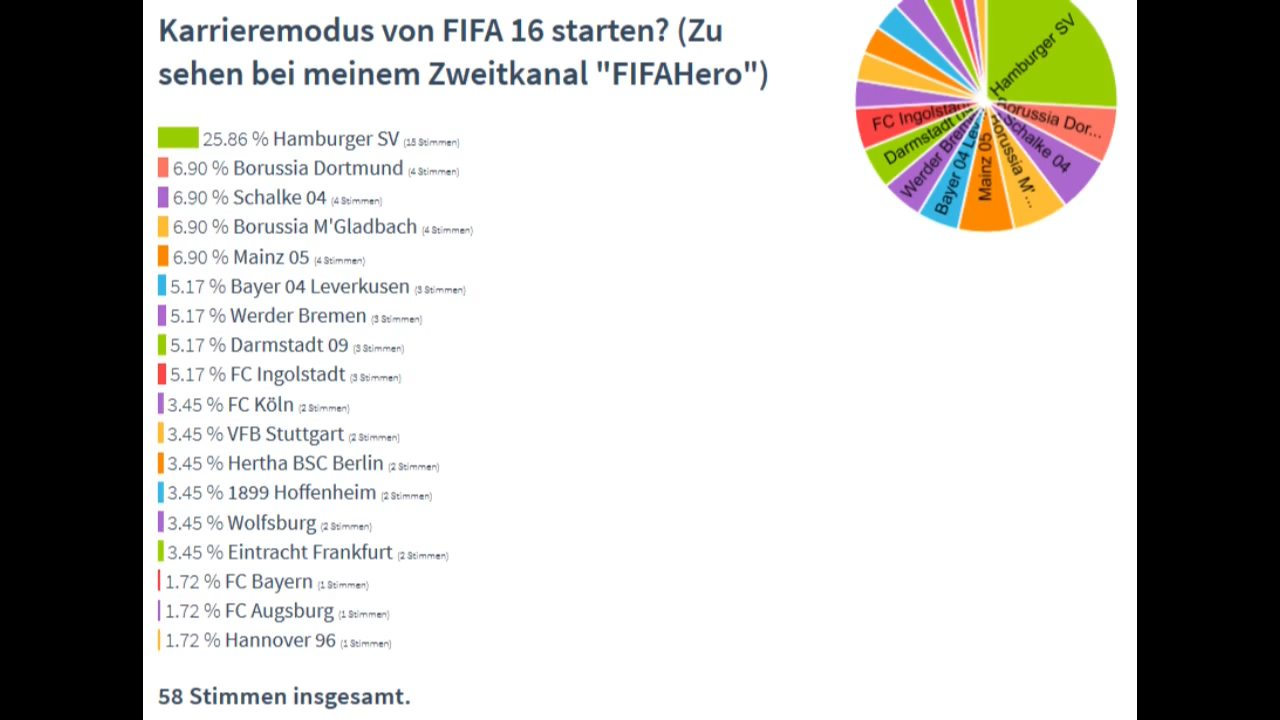 Karrieremodus von FIFA 16 starten? (Zu
sehen bei meinem Zweitkanal "FIFAHero")
25.86 % Hamburger SV (15 Stimmen)
6.90 % Borussia Dortmund (4 Stimmen)
6.90 % Schalke 04 (4 Stimmen)
6.90 % Borussia M'Gladbach (4 Stimmen)
6.90 % Mainz 05 (4 Stimmen)
5.17 % Bayer 04 Leverkusen (3 Stimmen)
5.17 % Werder Bremen (3 Stimmen)
5.17 % Darmstadt 09 (3 Stimmen)
5.17 % FC Ingolstadt (3 Stimmen)
3.45 % FC Köln (2 Stimmen)
3.45 % VFB Stuttgart (2 Stimmen)
3.45 % Hertha BSC Berlin (2 Stimmen)
3.45 % 1899 Hoffenheim (2 Stimmen)
3.45 % Wolfsburg (2 Stimmen)
3.45 % Eintracht Frankfurt (2 Stimmen)
1.72 % FC Bayern (1 Stimmen)
1.72 % FC Augsburg (1 Stimmen)
1.72 % Hannover 96 (1 Stimmen)
58 Stimmen insgesamt.
Hamburger SV
Borussia Dor...
Schalke 04
Borussia M'...
Mainz 05
Bayer 04 Lev
Werder Bremen
Darmstadt
FC Ingolstadt